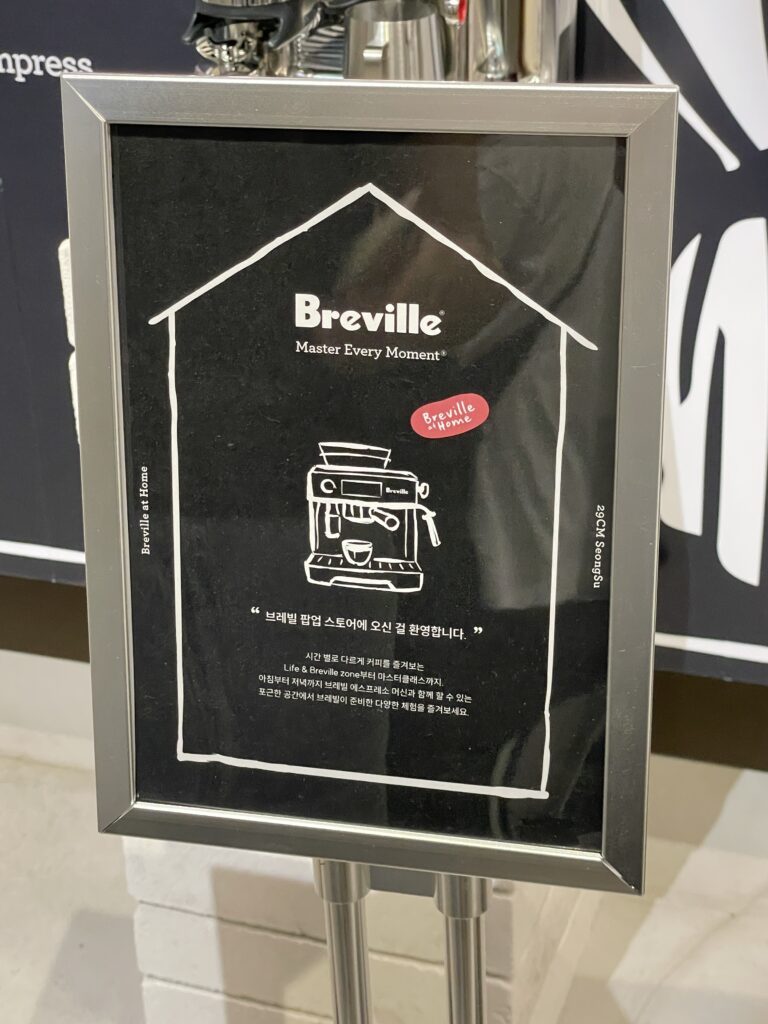 mpress
Breville®
Master Every Moment®
Breville
at Home
Breville
Breville at Home
29CM SeongSu
“ 브레빌 팝업 스토어에 오신 걸 환영합니다. ”
시간 별로 다르게 커피를 즐겨보는
Life & Breville zone부터 마스터클래스까지.
아침부터 저녁까지 브레빌 에스프레소 머신과 함께 할 수 있는
포근한 공간에서 브레빌이 준비한 다양한 체험을 즐겨보세요.